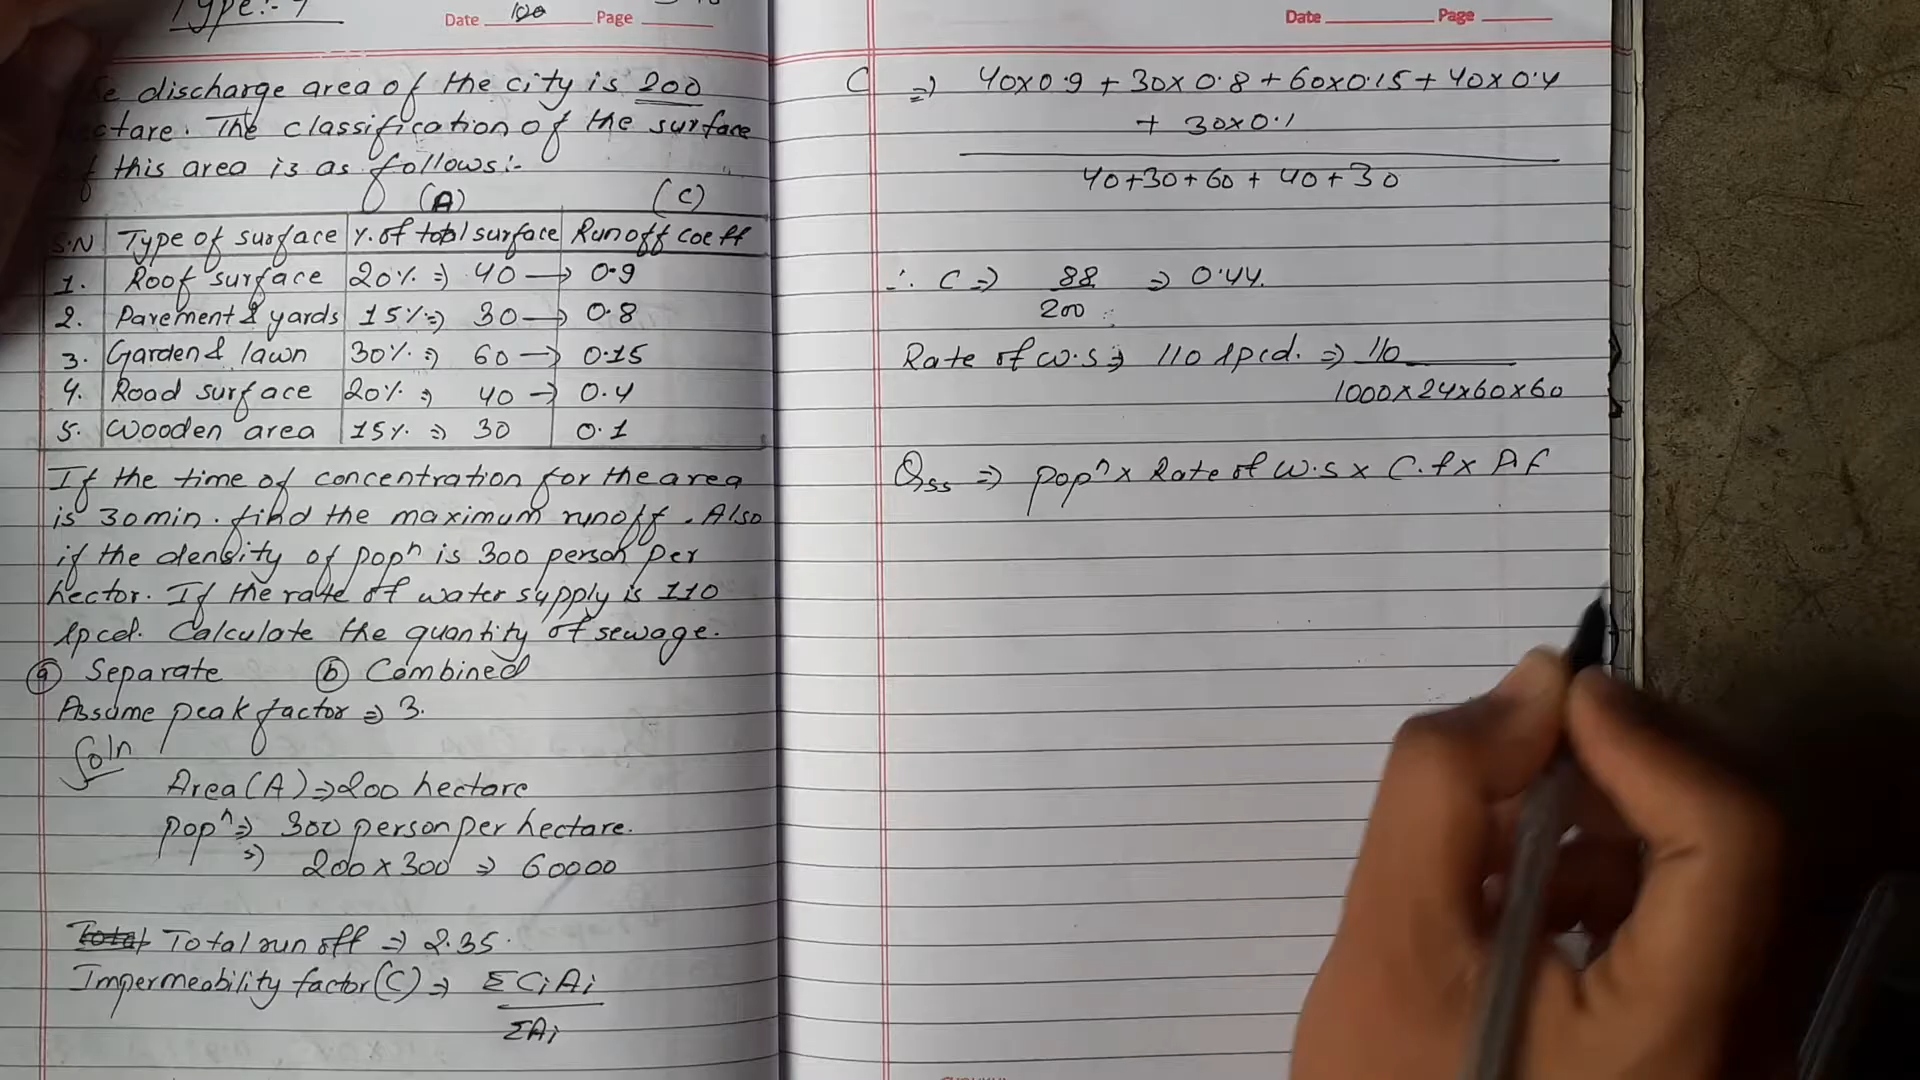 Type:- 4
Date 100 Page
discharge area of the city is 200
hectare. The classification of the surface
of this area is as follows:-
(A) (C)
S.N Type of surface %. of total surface Runoff coeff
1. Roof surface 20% ⇒ 40 → 0.9
2. Pavement & yards 15% ⇒ 30 → 0.8
3. Garden & lawn 30% ⇒ 60 → 0.15
4. Road surface 20% ⇒ 40 → 0.4
5. Wooden area 15%. ⇒ 30 0.1
If the time of concentration for the area
is 30min. find the maximum runoff. Also
if the density of popⁿ is 300 person per
hector. If the rate of water supply is 110
lpcd. Calculate the quantity of sewage.
(a) Separate (b) Combined
Assume peak factor ⇒ 3.
Soln
Area(A) ⇒ 200 hectare
popⁿ ⇒ 300 person per hectare.
⇒ 200 x 300 ⇒ 60000
Total Total run off ⇒ 2.35.
Impermeability factor(C) ⇒ ΣCiAi
ΣAi
Date Page
C ⇒ 40x0.9 + 30x0.8 + 60x0.15 + 40x0.4
+ 30x0.1
40+30+60+40+30
∴ C ⇒ 88 ⇒ 0.44.
200
Rate of w.s ⇒ 110 lpcd. ⇒ 110
1000x24x60x60
Qss ⇒ popⁿ x Rate of w.s x C.f x P.f